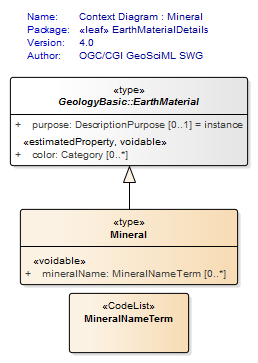 Name: Context Diagram : Mineral
Package: «leaf» EarthMaterialDetails
Version: 4.0
Author: OGC/CGI GeoSciML SWG
«type»
GeologyBasic::EarthMaterial
+ purpose: DescriptionPurpose [0..1] = instance
«estimatedProperty, voidable»
+ color: Category [0..*]
«type»
Mineral
«voidable»
+ mineralName: MineralNameTerm [0..*]
«CodeList»
MineralNameTerm